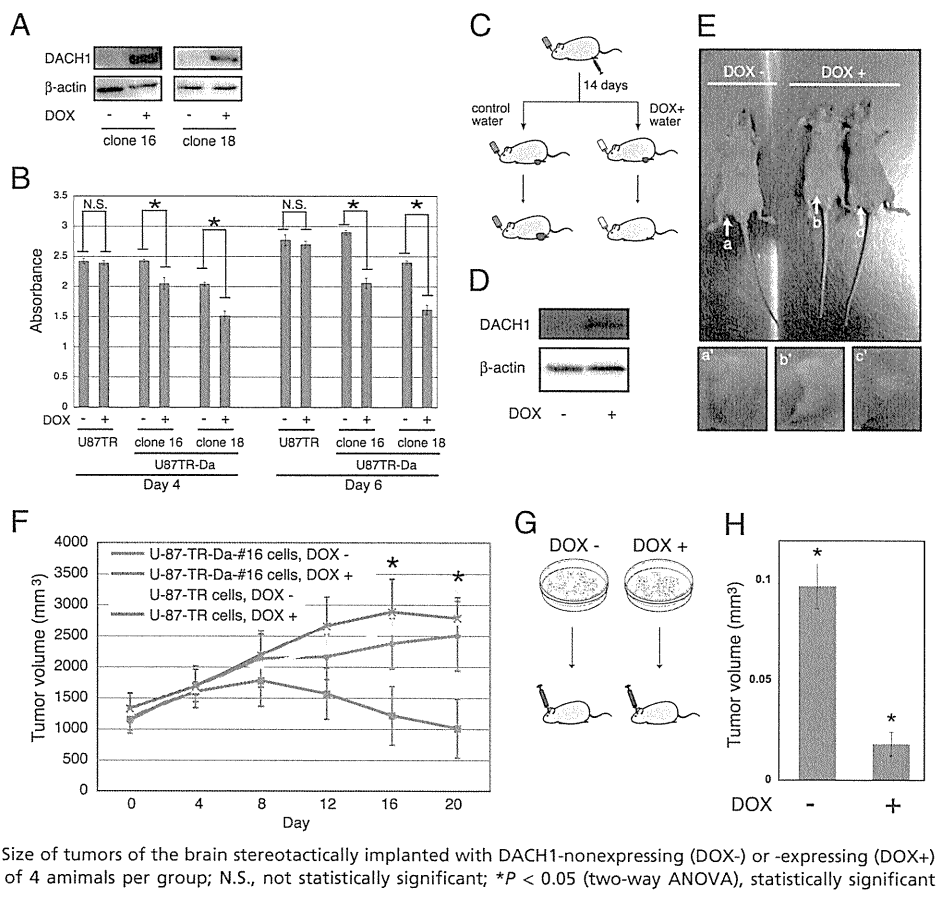 A
DACH1
β-actin
DOX - + - +
clone 16 clone 18
B
3.5
3
2.5
2
1.5
1
0.5
0
Absorbance
N.S. * * N.S. * *
DOX - + - + - + - + - + - +
U87TR clone 16 clone 18 U87TR clone 16 clone 18
U87TR-Da U87TR-Da
Day 4 Day 6
C
14 days
control water
DOX+ water
D
DACH1
β-actin
DOX - +
E
DOX - DOX +
a b c
a' b' c'
F
4000
3500
3000
2500
2000
1500
1000
500
0
Tumor volume (mm3)
U-87-TR-Da-#16 cells, DOX -
U-87-TR-Da-#16 cells, DOX +
U-87-TR cells, DOX -
U-87-TR cells, DOX +
* *
0 4 8 12 16 20
Day
G
DOX - DOX +
H
Tumor volume (mm3)
0.1
0.05
0
* *
DOX - +
Size of tumors of the brain stereotactically implanted with DACH1-nonexpressing (DOX-) or -expressing (DOX+)
of 4 amimals per group; N.S., not statistically significant; *P < 0.05 (two-way ANOVA), statistically significant